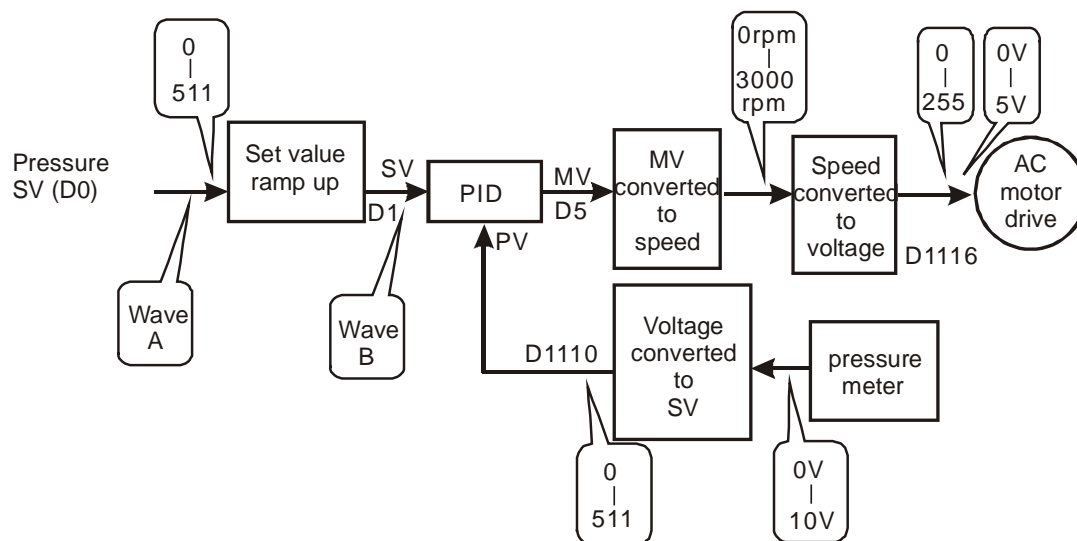 0
|
511
0rpm
|
3000
rpm
0
|
255
0V
|
5V
Pressure
SV (D0)
Set value
ramp up
SV
D1
PID
PV
MV
D5
MV
converted
to
speed
Speed
converted
to
voltage
D1116
AC
motor
drive
Wave
A
Wave
B
D1110
Voltage
converted
to
SV
pressure
meter
0
|
511
0V
|
10V